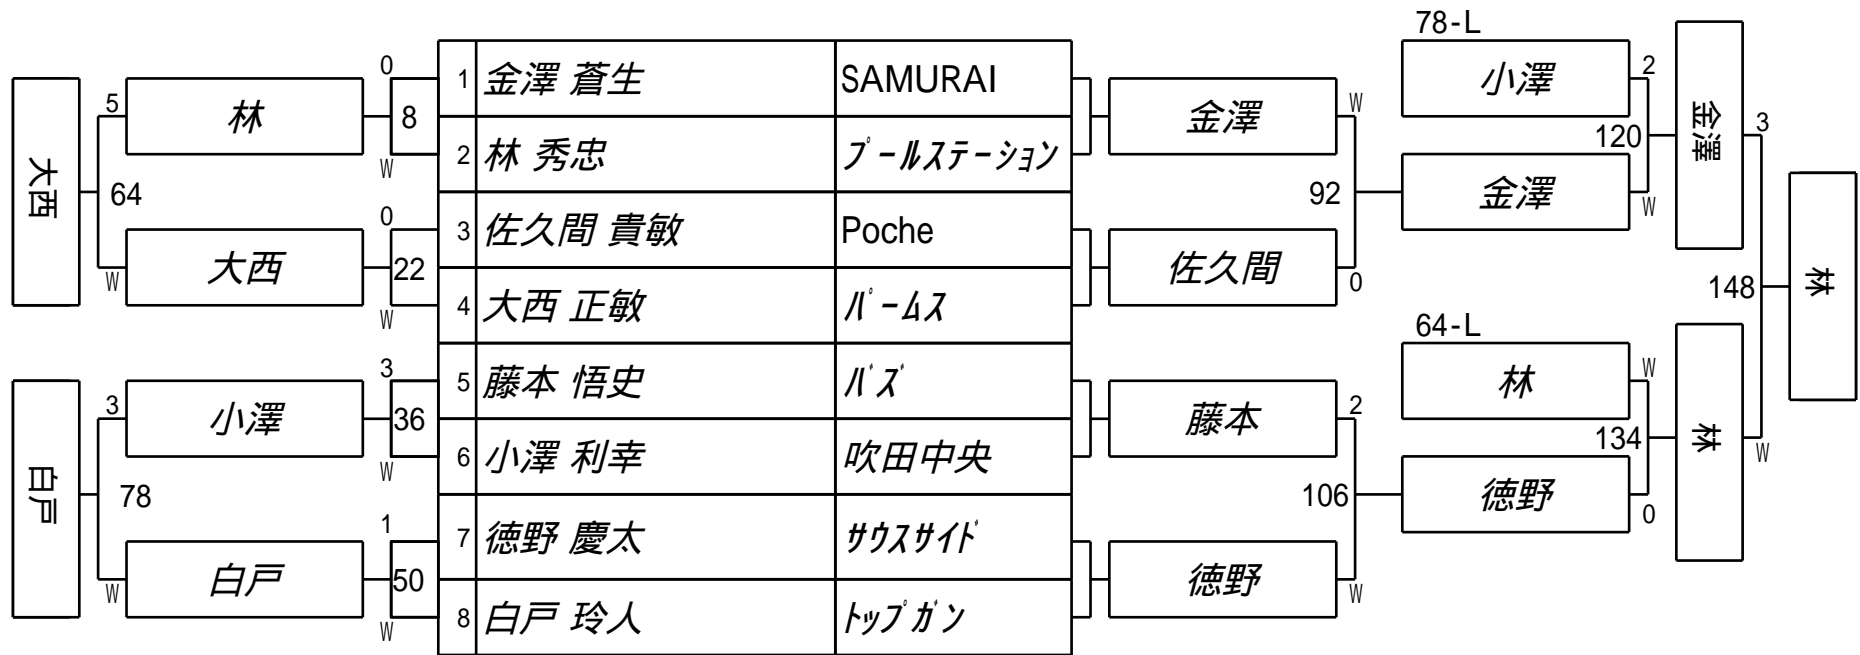 78-L
0
1 金澤 蒼生 SAMURAI
小澤 2
5 林 8
金澤 W
金澤 3
W
2 林 秀忠 プールステーション
120
大西 64
92
金澤 W
0
3 佐久間 貴敏 Poche
W 大西 22
佐久間 0
W
4 大西 正敏 パームス
148 林
64-L
3
5 藤本 悟史 バズ
林 W
3 小澤 36
藤本 2
134 林 W
W
6 小澤 利幸 吹田中央
白戸 78
106
徳野 0
1
7 徳野 慶太 サウスサイド
W 白戸 50
徳野 W
W
8 白戸 玲人 トップガン